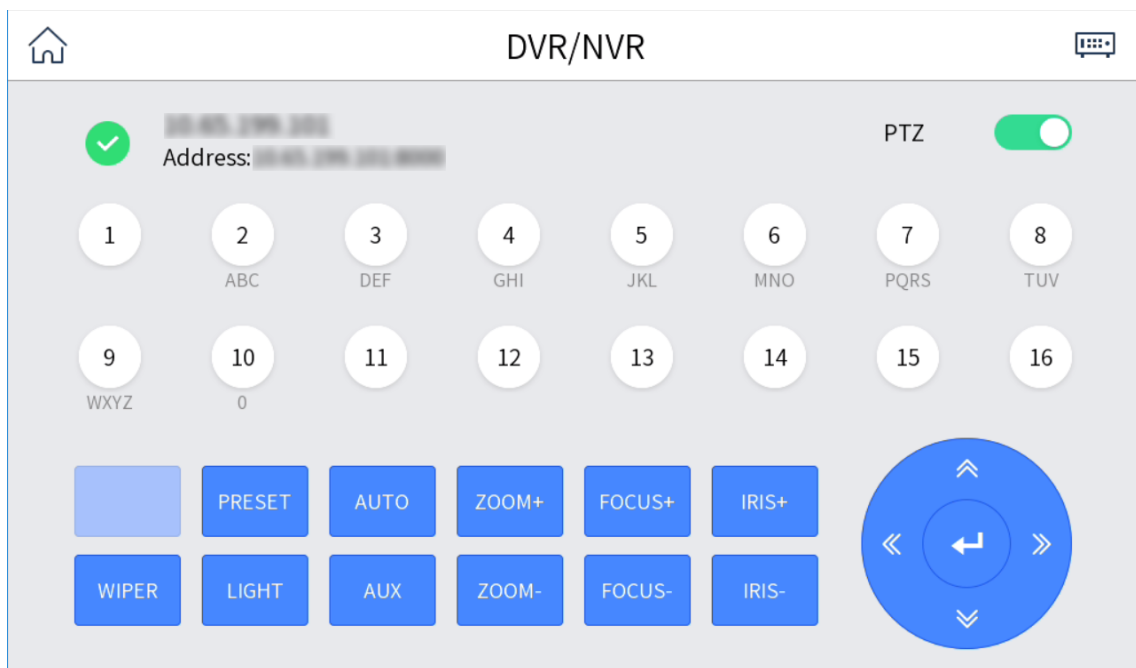 DVR/NVR
PTZ
Address:
1 2 3 4 5 6 7 8
ABC DEF GHI JKL MNO PQRS TUV
9 10 11 12 13 14 15 16
WXYZ 0
PRESET AUTO ZOOM+ FOCUS+ IRIS+
WIPER LIGHT AUX ZOOM- FOCUS- IRIS-